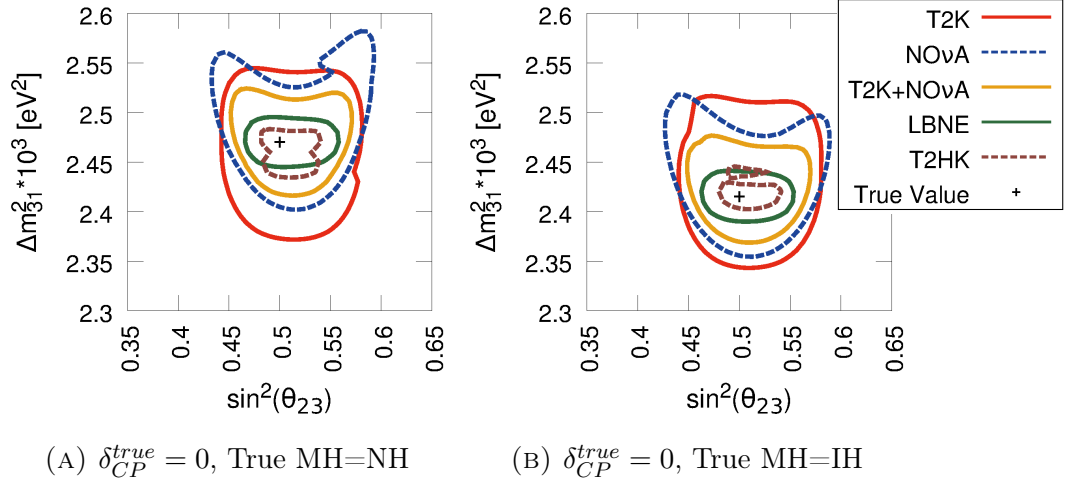 2.6
2.55
2.5
2.45
2.4
2.35
2.3
Δm²₃₁*10³ [eV²]
0.35 0.4 0.45 0.5 0.55 0.6 0.65
sin²(θ₂₃)
(A) δ_{CP}^{true} = 0, True MH=NH
2.6
2.55
2.5
2.45
2.4
2.35
2.3
Δm²₃₁*10³ [eV²]
0.35 0.4 0.45 0.5 0.55 0.6 0.65
sin²(θ₂₃)
(B) δ_{CP}^{true} = 0, True MH=IH
T2K
NOνA
T2K+NOνA
LBNE
T2HK
True Value +